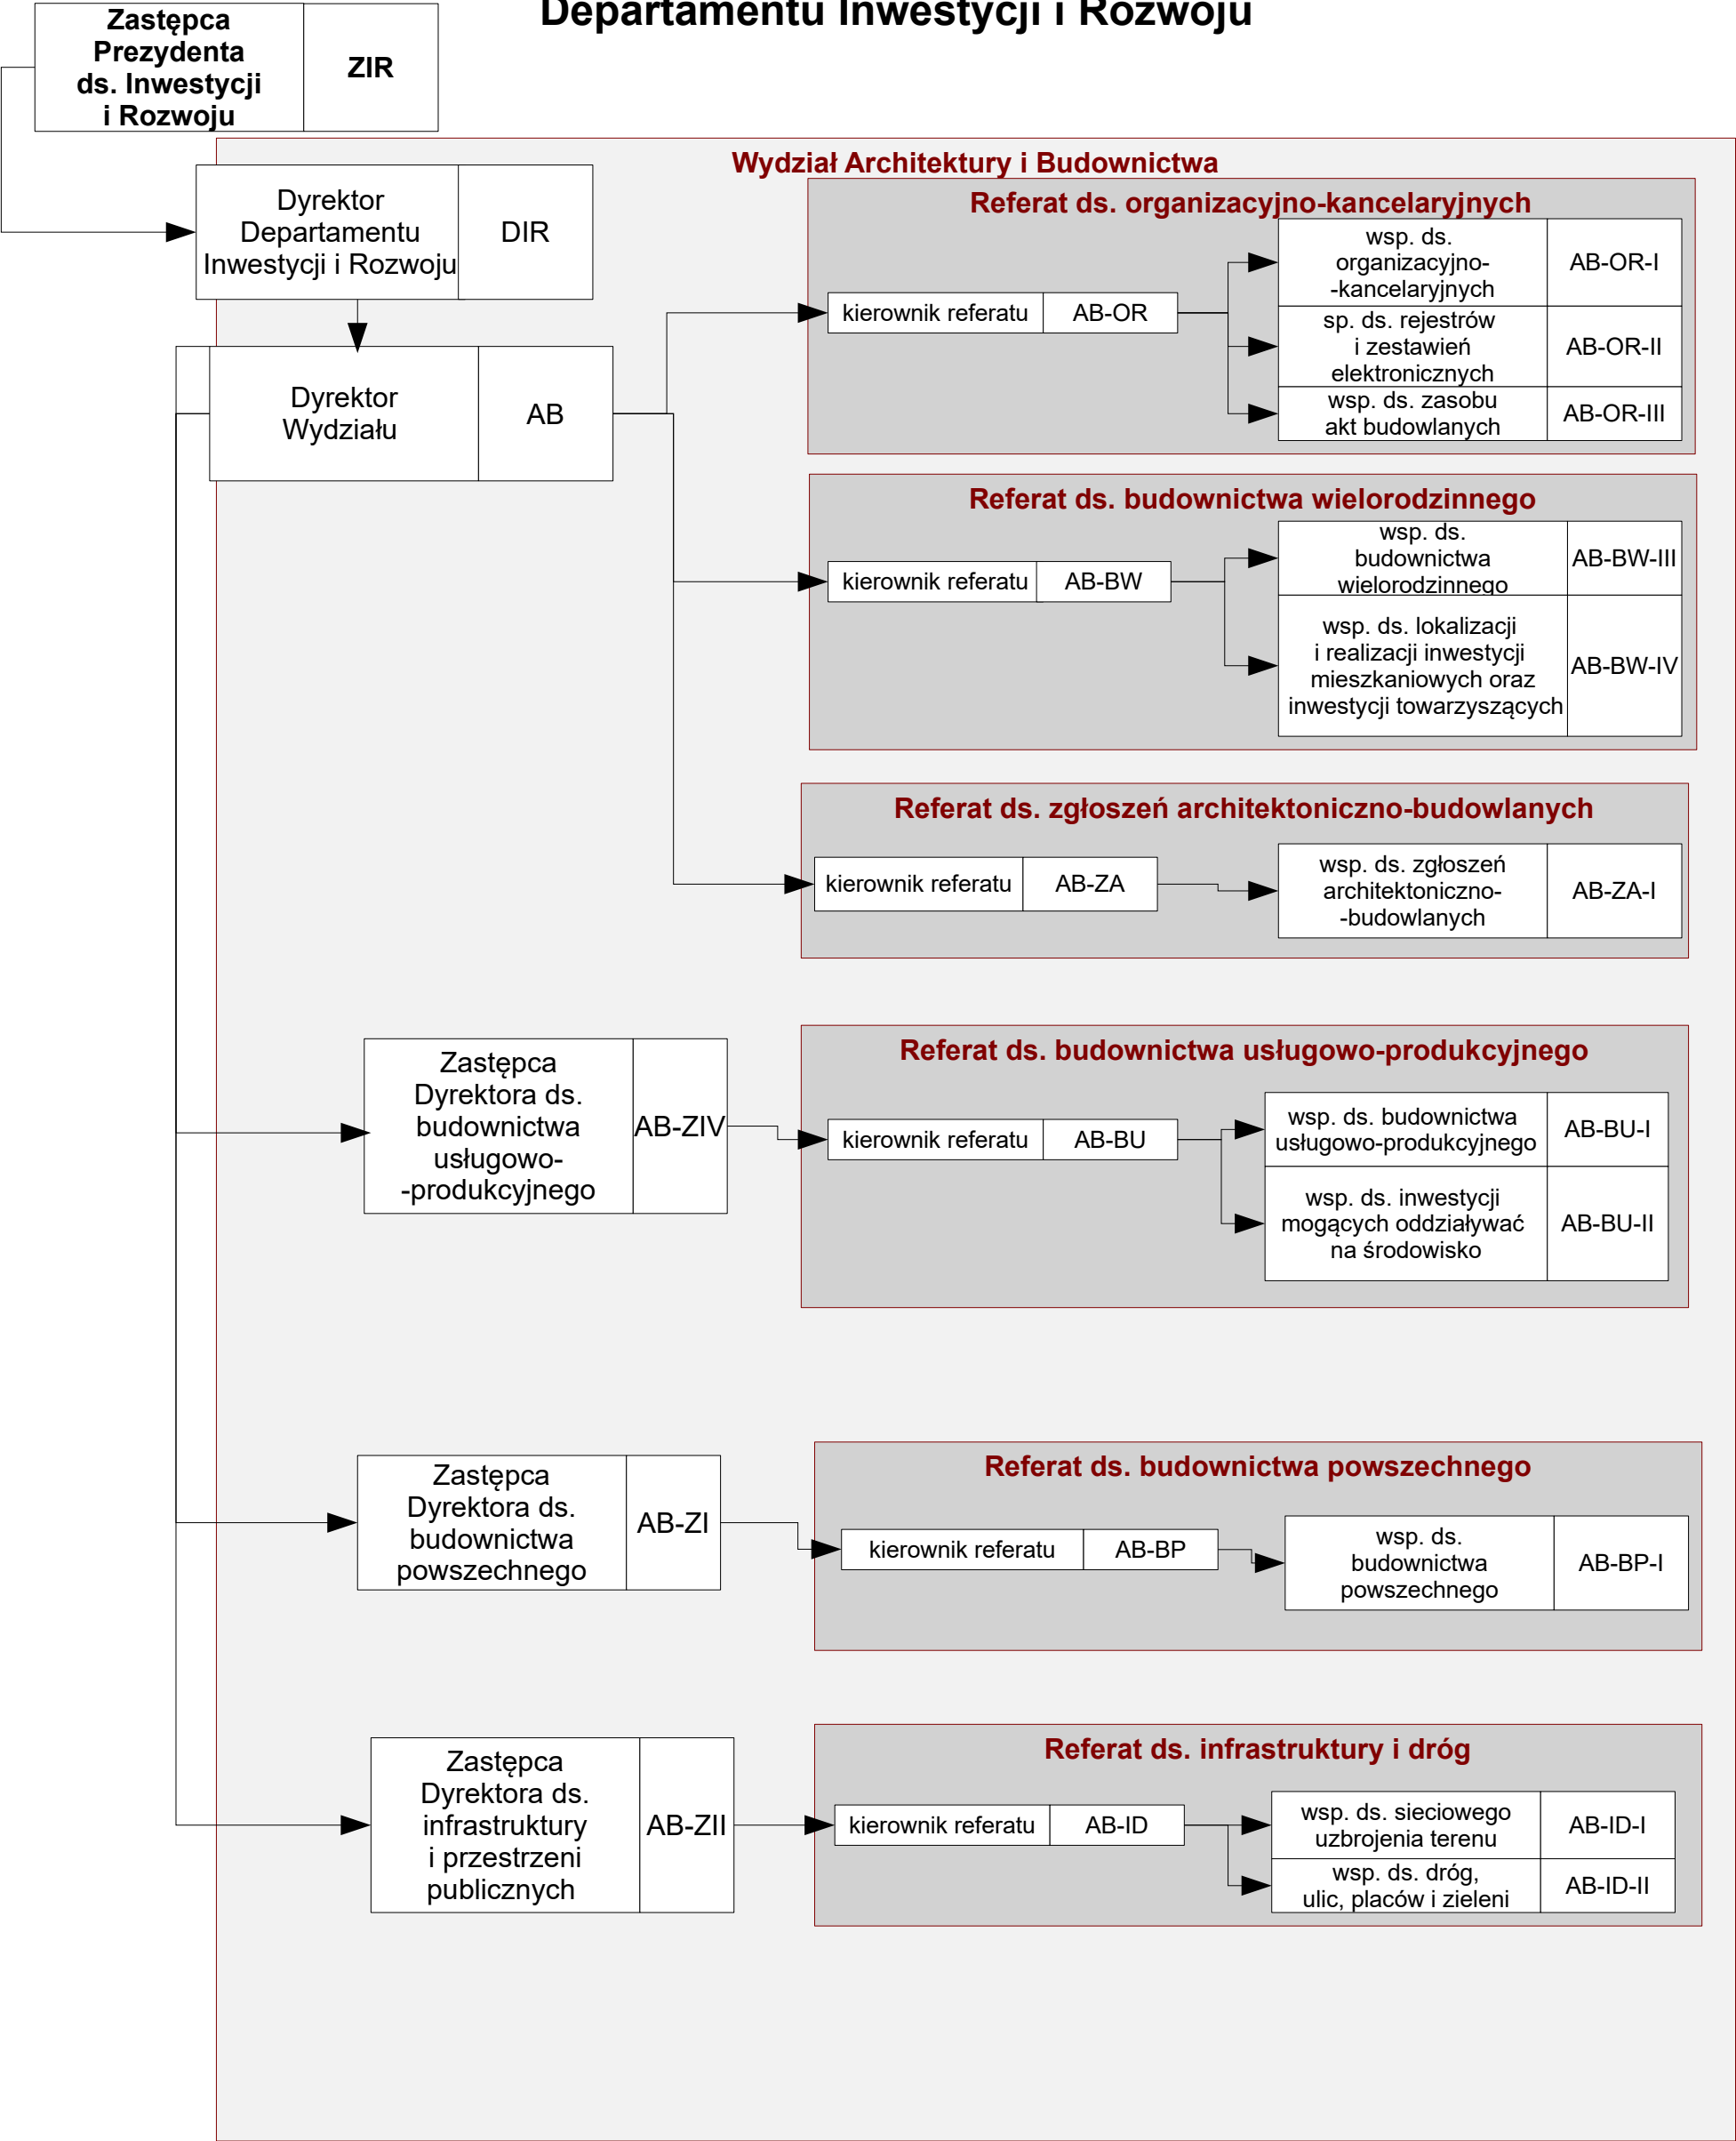 Departamentu Inwestycji i Rozwoju
Zastępca
Prezydenta
ds. Inwestycji
i Rozwoju
ZIR
Wydział Architektury i Budownictwa
Dyrektor
Departamentu
Inwestycji i Rozwoju
DIR
Dyrektor
Wydziału
AB
Referat ds. organizacyjno-kancelaryjnych
kierownik referatu
AB-OR
wsp. ds.
organizacyjno-
-kancelaryjnych
AB-OR-I
sp. ds. rejestrów
i zestawień
elektronicznych
AB-OR-II
wsp. ds. zasobu
akt budowlanych
AB-OR-III
Referat ds. budownictwa wielorodzinnego
kierownik referatu
AB-BW
wsp. ds.
budownictwa
wielorodzinnego
AB-BW-III
wsp. ds. lokalizacji
i realizacji inwestycji
mieszkaniowych oraz
inwestycji towarzyszących
AB-BW-IV
Referat ds. zgłoszeń architektoniczno-budowlanych
kierownik referatu
AB-ZA
wsp. ds. zgłoszeń
architektoniczno-
-budowlanych
AB-ZA-I
Zastępca
Dyrektora ds.
budownictwa
usługowo-
-produkcyjnego
AB-ZIV
Referat ds. budownictwa usługowo-produkcyjnego
kierownik referatu
AB-BU
wsp. ds. budownictwa
usługowo-produkcyjnego
AB-BU-I
wsp. ds. inwestycji
mogących oddziaływać
na środowisko
AB-BU-II
Zastępca
Dyrektora ds.
budownictwa
powszechnego
AB-ZI
Referat ds. budownictwa powszechnego
kierownik referatu
AB-BP
wsp. ds.
budownictwa
powszechnego
AB-BP-I
Zastępca
Dyrektora ds.
infrastruktury
i przestrzeni
publicznych
AB-ZII
Referat ds. infrastruktury i dróg
kierownik referatu
AB-ID
wsp. ds. sieciowego
uzbrojenia terenu
AB-ID-I
wsp. ds. dróg,
ulic, placów i zieleni
AB-ID-II